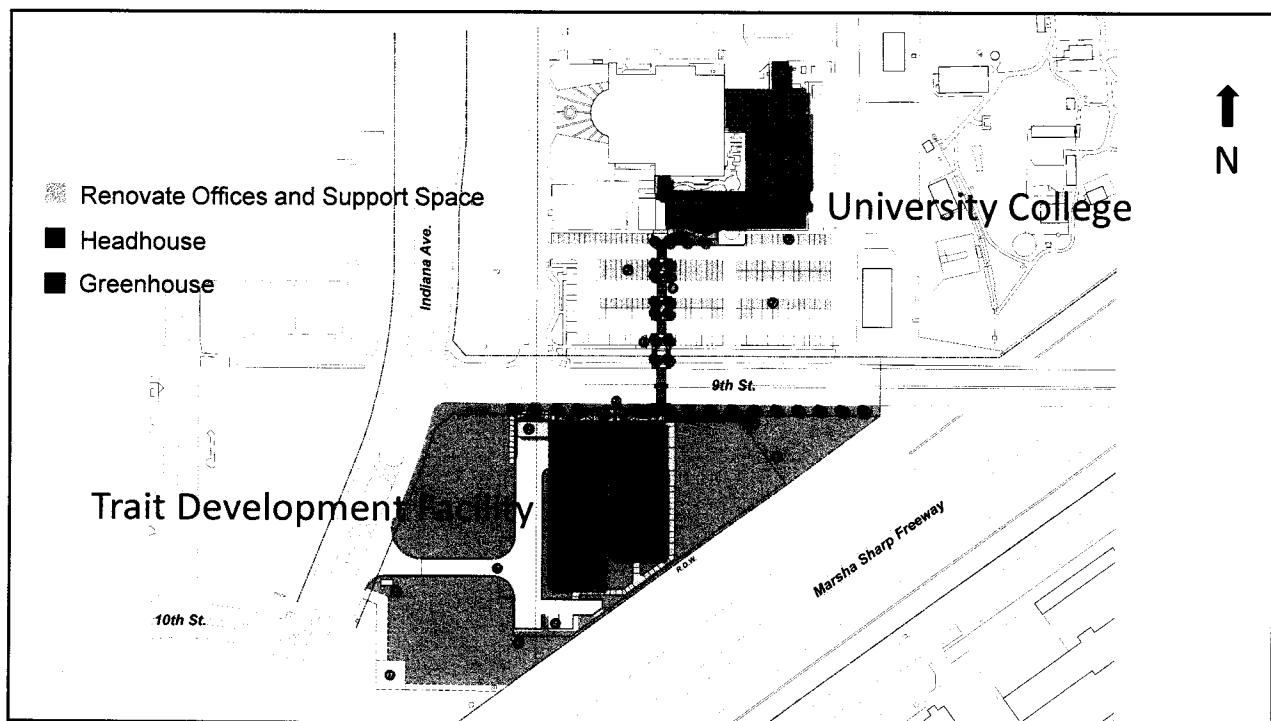 N
Renovate Offices and Support Space
University College
Headhouse
Indiana Ave.
Greenhouse
9th St.
Trait Development Facility
Marsha Sharp Freeway
R.O.W.
10th St.